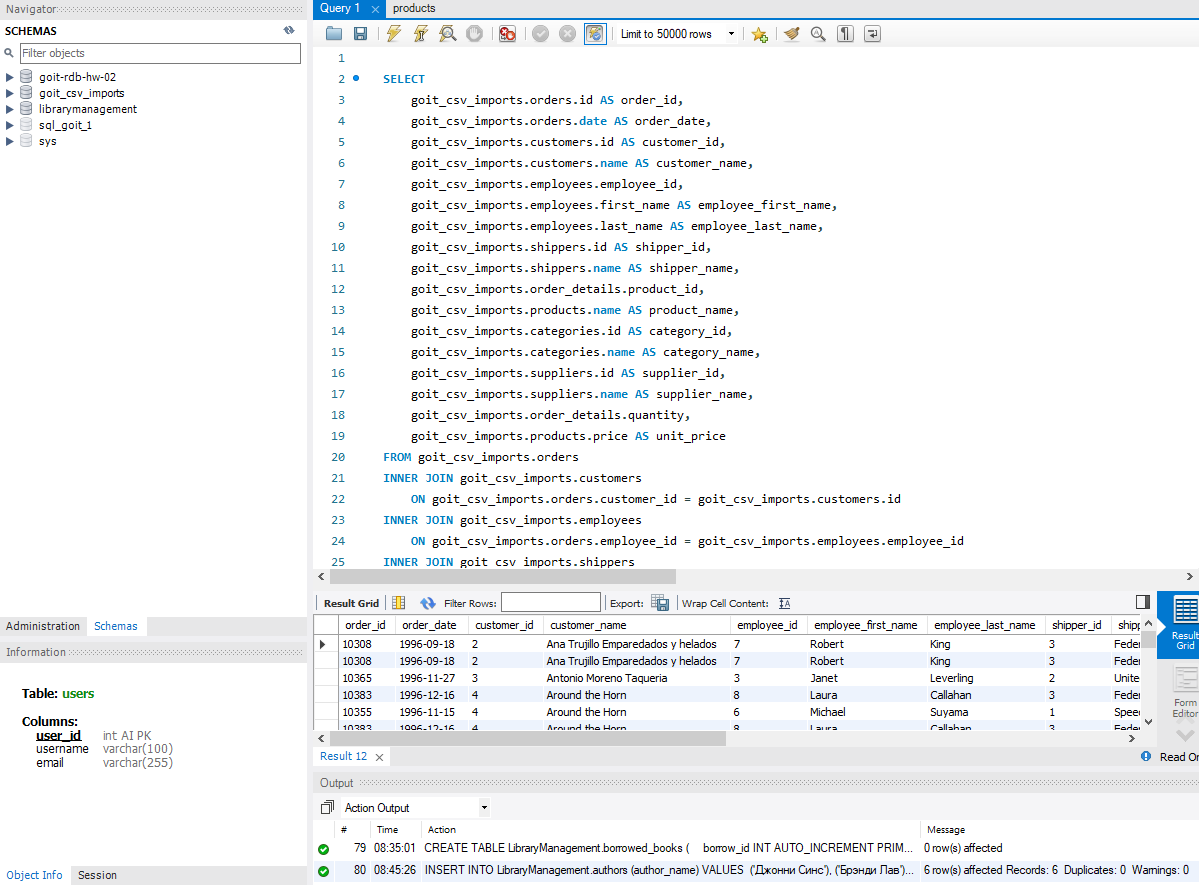 Navigator
SCHEMAS
Filter objects
goit-rdb-hw-02
goit_csv_imports
librarymanagement
sql_goit_1
sys
Administration Schemas
Information
Table: users
Columns:
user_id int AI PK
username varchar(100)
email varchar(255)
Object Info Session
Query 1 products
Limit to 50000 rows
1
2 SELECT
3 goit_csv_imports.orders.id AS order_id,
4 goit_csv_imports.orders.date AS order_date,
5 goit_csv_imports.customers.id AS customer_id,
6 goit_csv_imports.customers.name AS customer_name,
7 goit_csv_imports.employees.employee_id,
8 goit_csv_imports.employees.first_name AS employee_first_name,
9 goit_csv_imports.employees.last_name AS employee_last_name,
10 goit_csv_imports.shippers.id AS shipper_id,
11 goit_csv_imports.shippers.name AS shipper_name,
12 goit_csv_imports.order_details.product_id,
13 goit_csv_imports.products.name AS product_name,
14 goit_csv_imports.categories.id AS category_id,
15 goit_csv_imports.categories.name AS category_name,
16 goit_csv_imports.suppliers.id AS supplier_id,
17 goit_csv_imports.suppliers.name AS supplier_name,
18 goit_csv_imports.order_details.quantity,
19 goit_csv_imports.products.price AS unit_price
20 FROM goit_csv_imports.orders
21 INNER JOIN goit_csv_imports.customers
22 ON goit_csv_imports.orders.customer_id = goit_csv_imports.customers.id
23 INNER JOIN goit_csv_imports.employees
24 ON goit_csv_imports.orders.employee_id = goit_csv_imports.employees.employee_id
25 INNER JOIN goit_csv_imports.shippers
Result Grid Filter Rows: Export: Wrap Cell Content:
order_id order_date customer_id customer_name employee_id employee_first_name employee_last_name shipper_id shipp
10308 1996-09-18 2 Ana Trujillo Emparedados y helados 7 Robert King 3 Feder
10308 1996-09-18 2 Ana Trujillo Emparedados y helados 7 Robert King 3 Feder
10365 1996-11-27 3 Antonio Moreno Taqueria 3 Janet Leverling 2 Unite
10383 1996-12-16 4 Around the Horn 8 Laura Callahan 3 Feder
10355 1996-11-15 4 Around the Horn 6 Michael Suyama 1 Speed
10383 1996-12-16 4 Around the Horn 8 Laura Callahan 3 Feder
Result Grid
Form Editor
Result 12
Read On
Output
Action Output
# Time Action Message
79 08:35:01 CREATE TABLE LibraryManagement.borrowed_books ( borrow_id INT AUTO_INCREMENT PRIM... 0 row(s) affected
80 08:45:26 INSERT INTO LibraryManagement.authors (author_name) VALUES ('Джонни Синс'), ('Брэнди Лав')... 6 row(s) affected Records: 6 Duplicates: 0 Warnings: 0